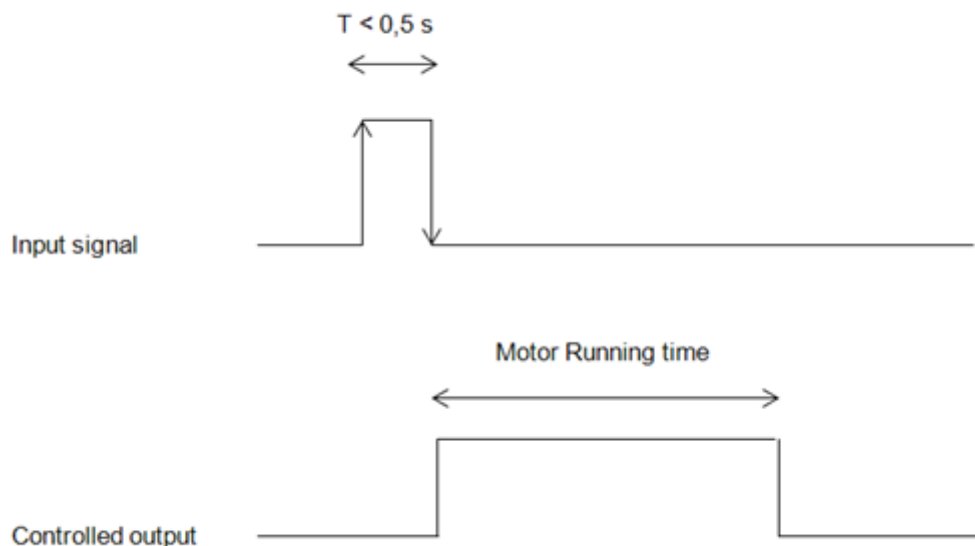 T < 0,5 s
Input signal
Motor Running time
Controlled output